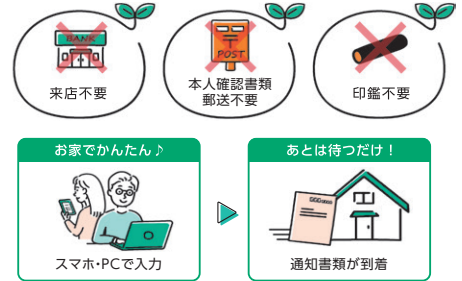 BANK
来店不要
POST
本人確認書類
郵送不要
印鑑不要
お家でかんたん♪
スマホ・PCで入力
あとは待つだけ！
通知書類が到着